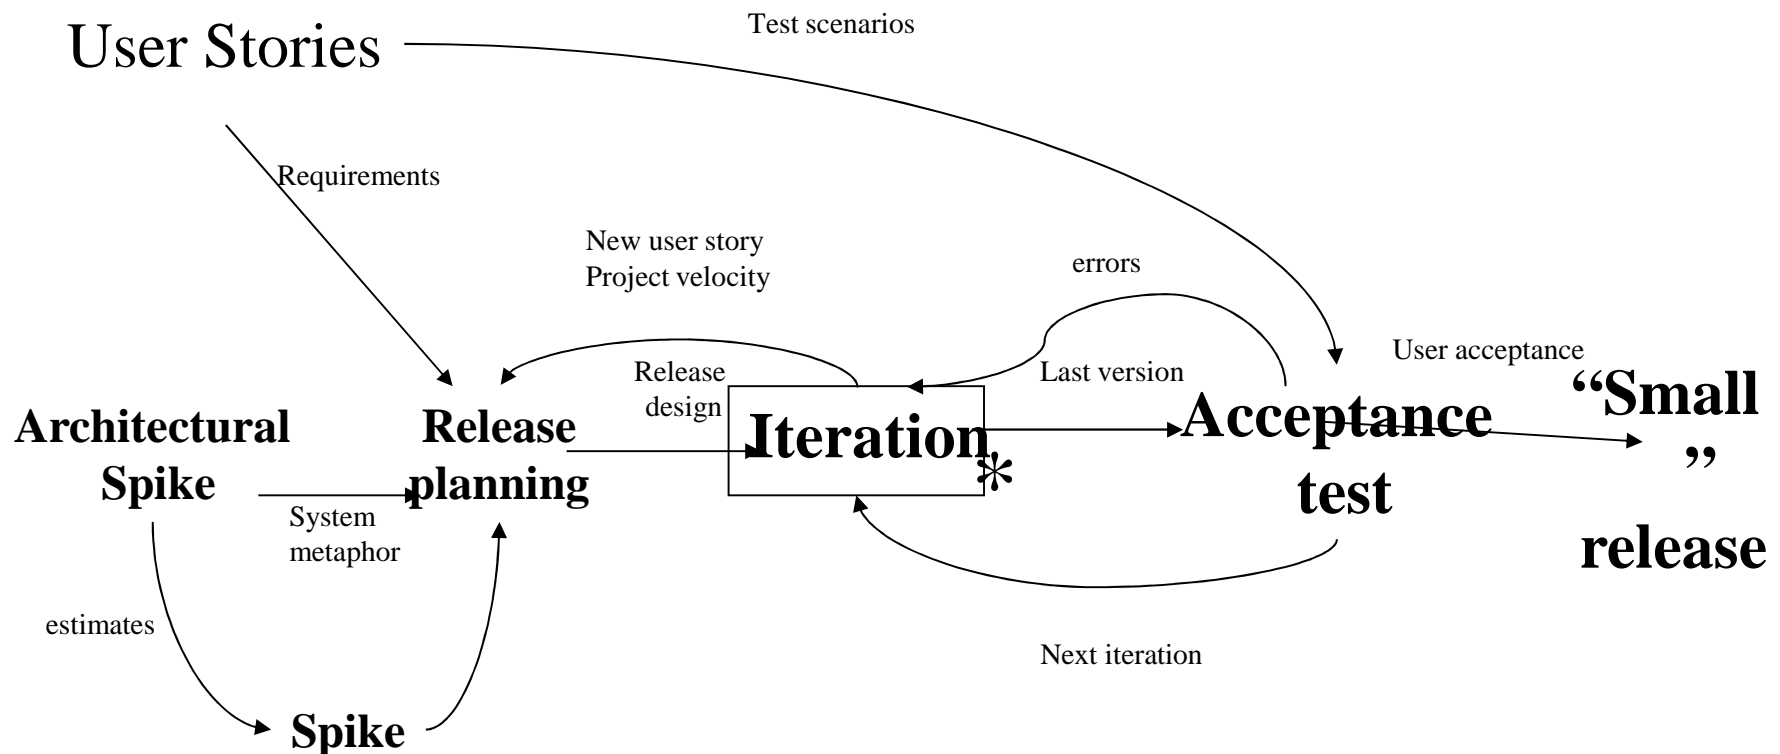 Test scenarios
User Stories
Requirements
New user story
Project velocity
errors
User acceptance
Release
design
Last version
“Small
”
release
Architectural
Spike
Release
planning
Iteration
*
Acceptance
test
System
metaphor
estimates
Next iteration
Spike